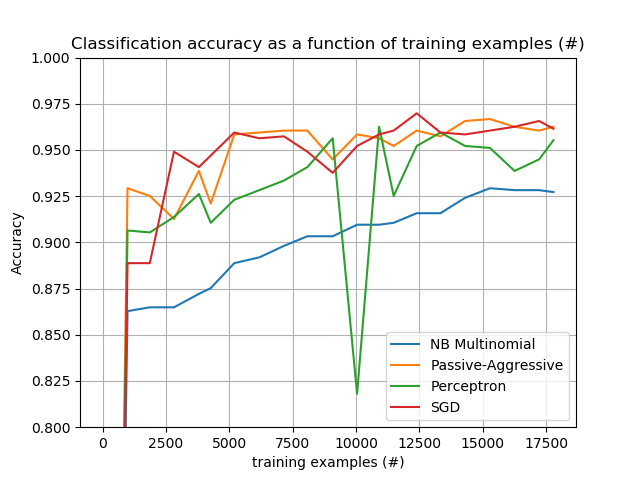 Classification accuracy as a function of training examples (#)
1.000
0.975
0.950
0.925
0.900
0.875
0.850
0.825
0.800
Accuracy
NB Multinomial
Passive-Aggressive
Perceptron
SGD
0 2500 5000 7500 10000 12500 15000 17500
training examples (#)